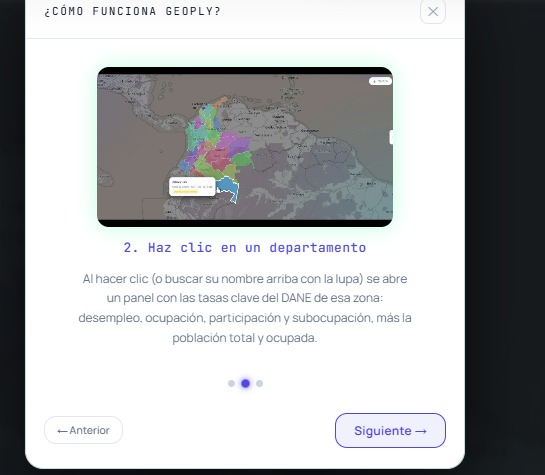 ¿CÓMO FUNCIONA GEOPLY?
2. Haz clic en un departamento
Al hacer clic (o buscar su nombre arriba con la lupa) se abre
un panel con las tasas clave del DANE de esa zona:
desempleo, ocupación, participación y subocupación, más la
población total y ocupada.
← Anterior
Siguiente →